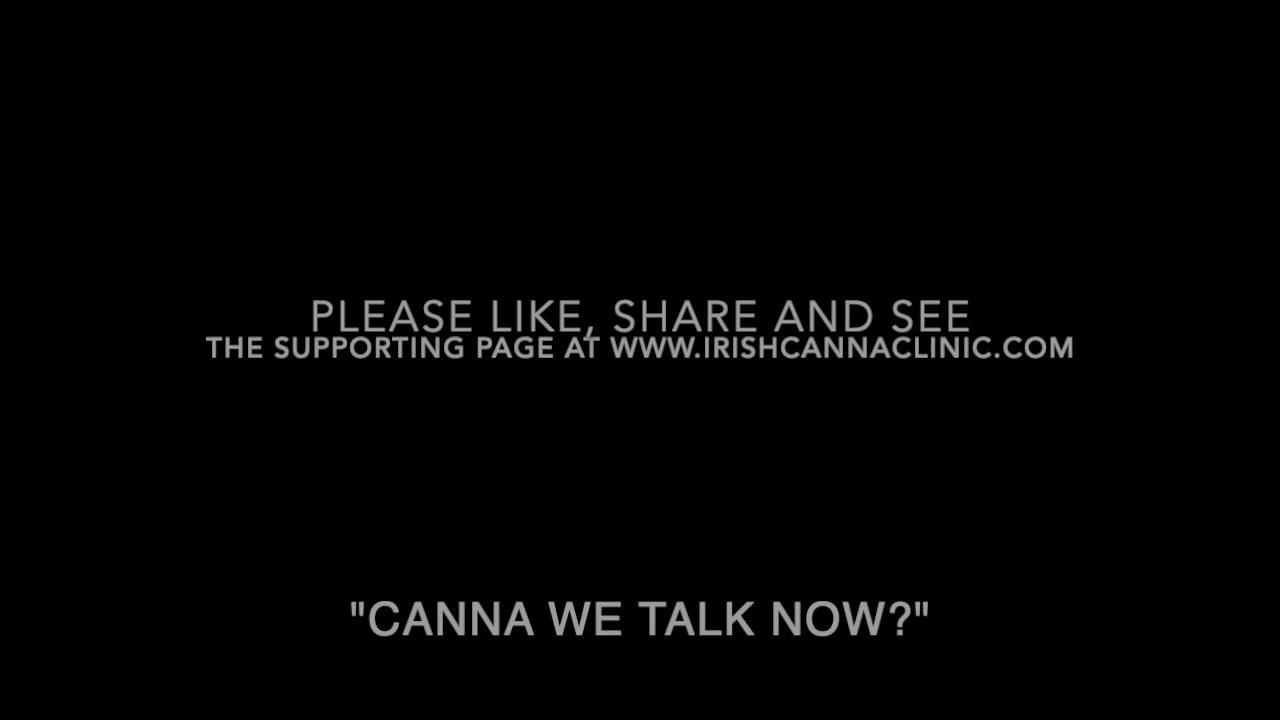 PLEASE LIKE, SHARE AND SEE
THE SUPPORTING PAGE AT WWW.IRISHCANNACLINIC.COM
"CANNA WE TALK NOW?"